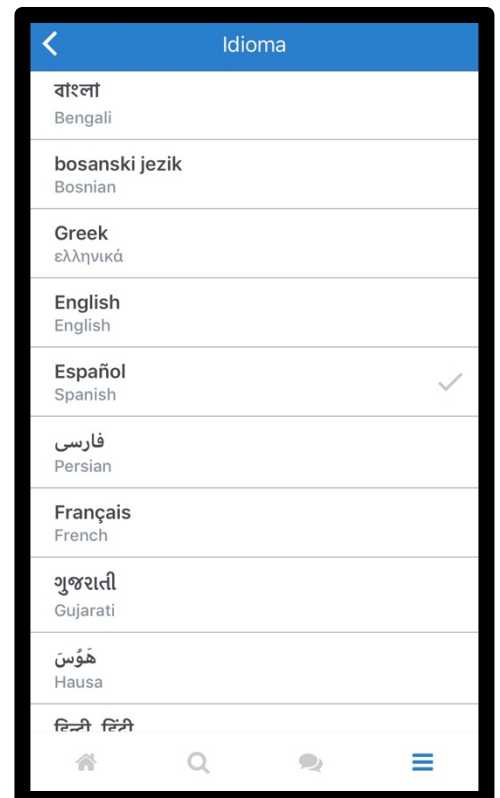 Idioma
বাংলা
Bengali
bosanski jezik
Bosnian
Greek
ελληνικά
English
English
Español
Spanish
فارسی
Persian
Français
French
ગુજરાતી
Gujarati
هَوُسَ
Hausa
हिन्दी, हिंदी